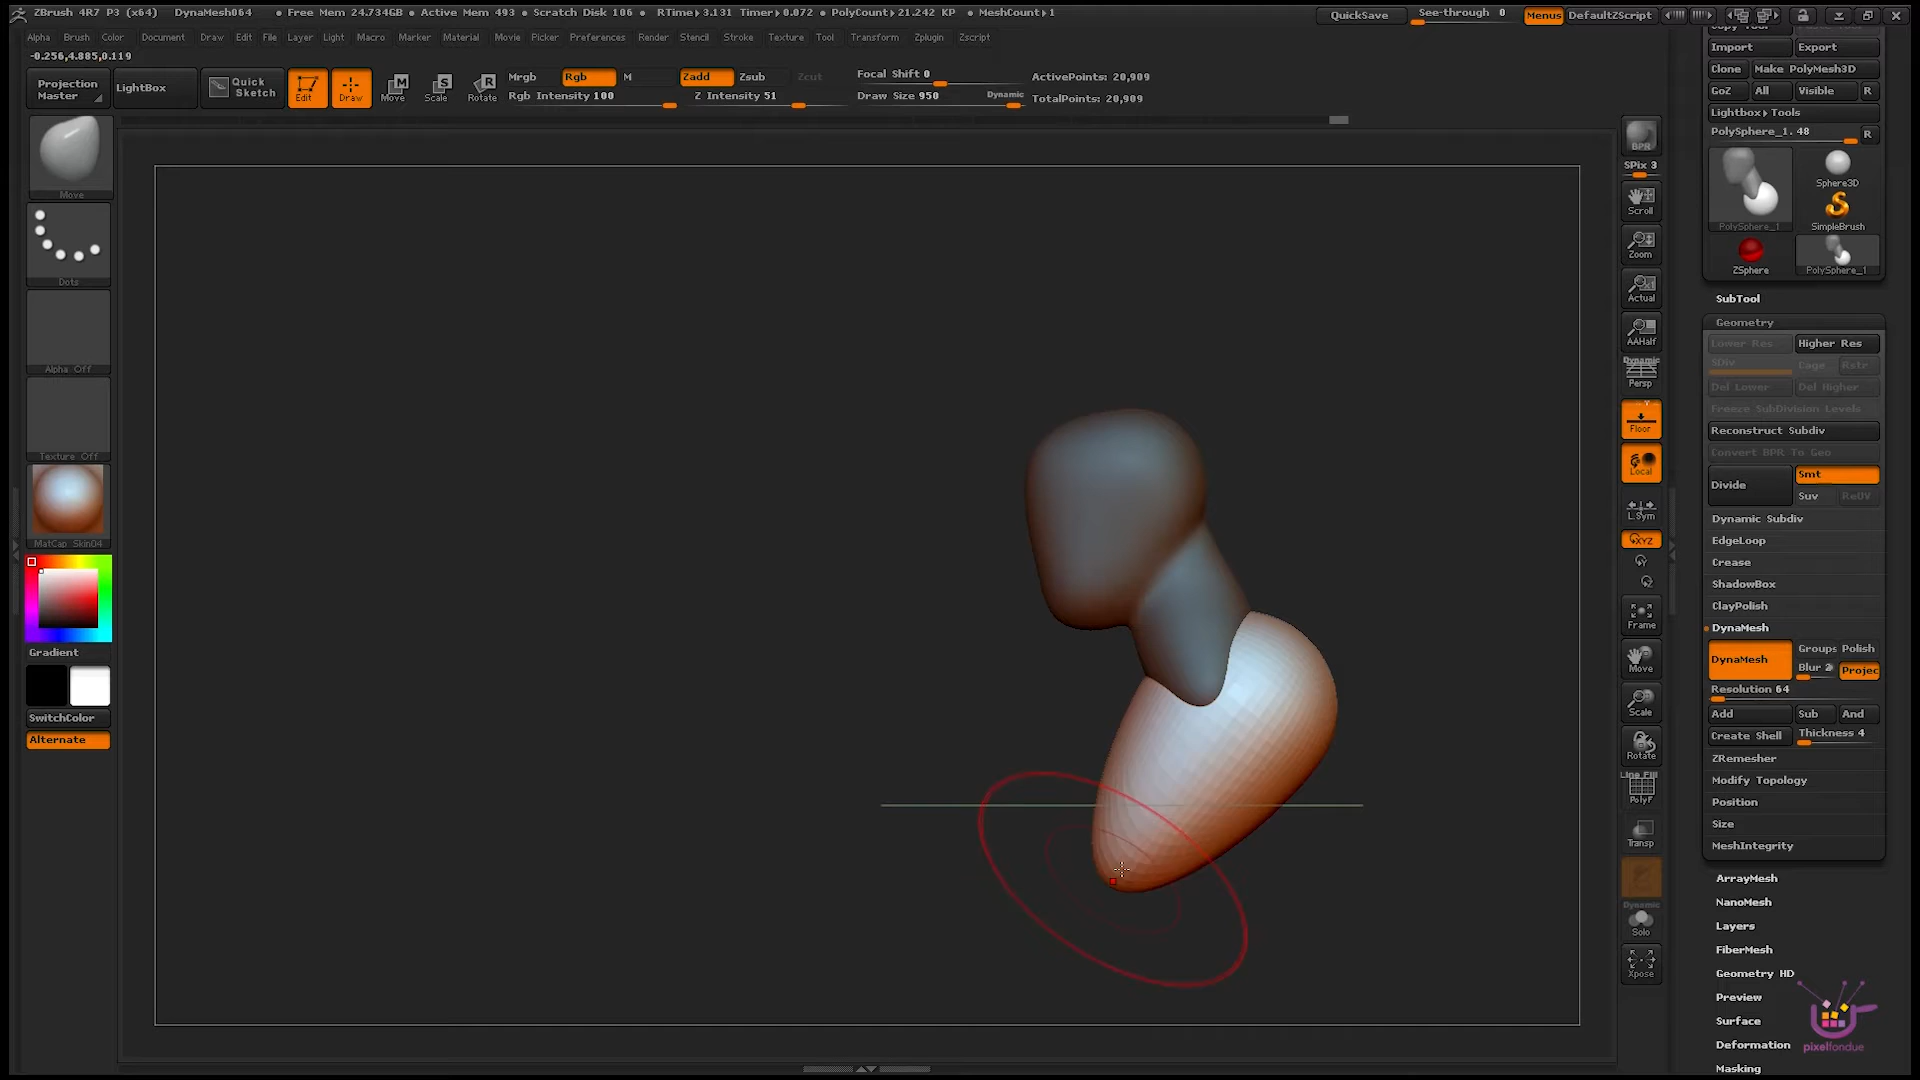 ZBrush 4R7 P3 (x64) DynaMesh064 • Free Mem 24.734GB • Active Mem 493 • Scratch Disk 106 • RTime▸3.131 Timer▸0.072 • PolyCount▸21.242 KP • MeshCount▸1
QuickSave See-through 0 Menus DefaultZScript
Alpha Brush Color Document Draw Edit File Layer Light Macro Marker Material Movie Picker Preferences Render Stencil Stroke Texture Tool Transform Zplugin Zscript
-0.256,4.885,0.119
Projection Master
LightBox
Quick Sketch
Edit
Draw
Move
Scale
Rotate
Mrgb Rgb M
Rgb Intensity 100
Zadd Zsub Zcut
Z Intensity 51
Focal Shift 0
Draw Size 950 Dynamic
ActivePoints: 20,909
TotalPoints: 20,909
Move
Dots
Alpha Off
Texture Off
MatCap Skin04
Gradient
SwitchColor
Alternate
BPR
SPix 3
Scroll
Zoom
Actual
AAHalf
Dynamic
Persp
Floor
Local
L.Sym
XYZ
Frame
Move
Scale
Rotate
Line Fill
PolyF
Transp
Dynamic
Solo
Xpose
Import Export
Clone Make PolyMesh3D
GoZ All Visible R
Lightbox▸Tools
PolySphere_1. 48 R
Sphere3D
PolySphere_1 SimpleBrush
ZSphere PolySphere_1
SubTool
Geometry
Lower Res Higher Res
SDiv Cage Rstr
Del Lower Del Higher
Freeze SubDivision Levels
Reconstruct Subdiv
Convert BPR To Geo
Divide Smt
Suv ReUV
Dynamic Subdiv
EdgeLoop
Crease
ShadowBox
ClayPolish
DynaMesh
DynaMesh Groups Polish
Blur 2 Projec
Resolution 64
Add Sub And
Create Shell Thickness 4
ZRemesher
Modify Topology
Position
Size
MeshIntegrity
ArrayMesh
NanoMesh
Layers
FiberMesh
Geometry HD
Preview
Surface
Deformation
Masking
pixelfondue